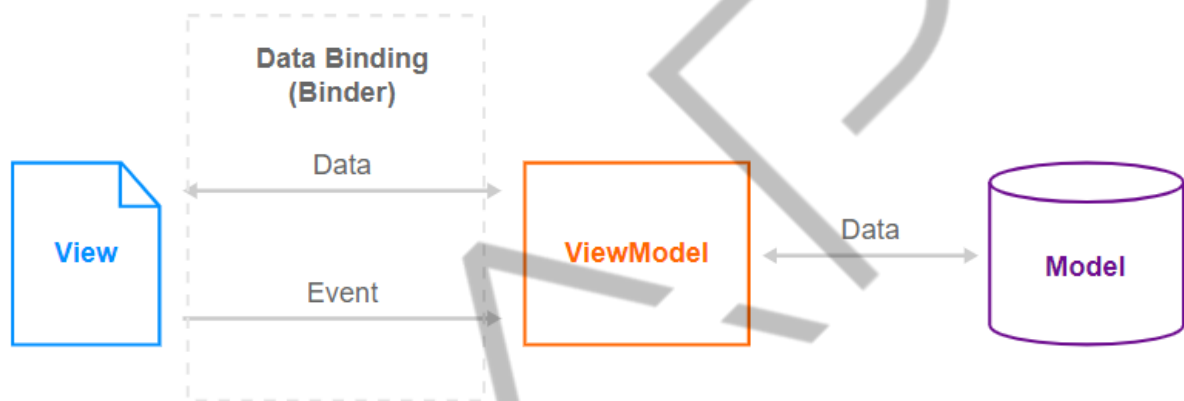 Data Binding
(Binder)
Data
View
Event
ViewModel
Data
Model